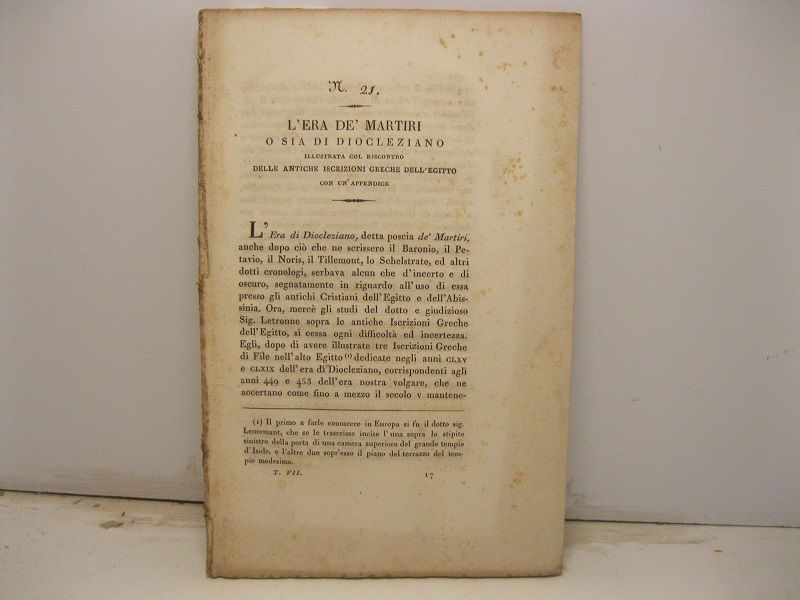 N. 21.
L'ERA DE' MARTIRI
O SIA DI DIOCLEZIANO
ILLUSTRATA COL RISCONTRO
DELLE ANTICHE ISCRIZIONI GRECHE DELL'EGITTO
CON UN' APPENDICE
L' Era di Diocleziano, detta poscia de' Martiri,
anche dopo ciò che ne scrissero il Baronio, il Pe-
tavio, il Noris, il Tillemont, lo Schelstrate, ed altri
dotti cronologi, serbava alcun che d'incerto e di
oscuro, segnatamente in riguardo all'uso di essa
presso gli antichi Cristiani dell'Egitto e dell'Abis-
sinia. Ora, mercè gli studi del dotto e giudizioso
Sig. Letronne sopra le antiche Iscrizioni Greche
dell'Egitto, si cessa ogni difficoltà ed incertezza.
Egli, dopo di avere illustrate tre Iscrizioni Greche
di File nell'alto Egitto (1) dedicate negli anni CLXV
e CLXIX dell'era di Diocleziano, corrispondenti agli
anni 449 e 453 dell'era nostra volgare, che ne
accertano come fino a mezzo il secolo V mantene-
(1) Il primo a farle conoscere in Europa si fu il dotto sig.
Lenormant, che se le trascrisse incise l'una sopra lo stipite
sinistro della porta di una camera superiore del grande tempio
d'Iside, e l'altre due sopr'esso il piano del terrazzo del tem-
pio medesimo.
T. VII. 17